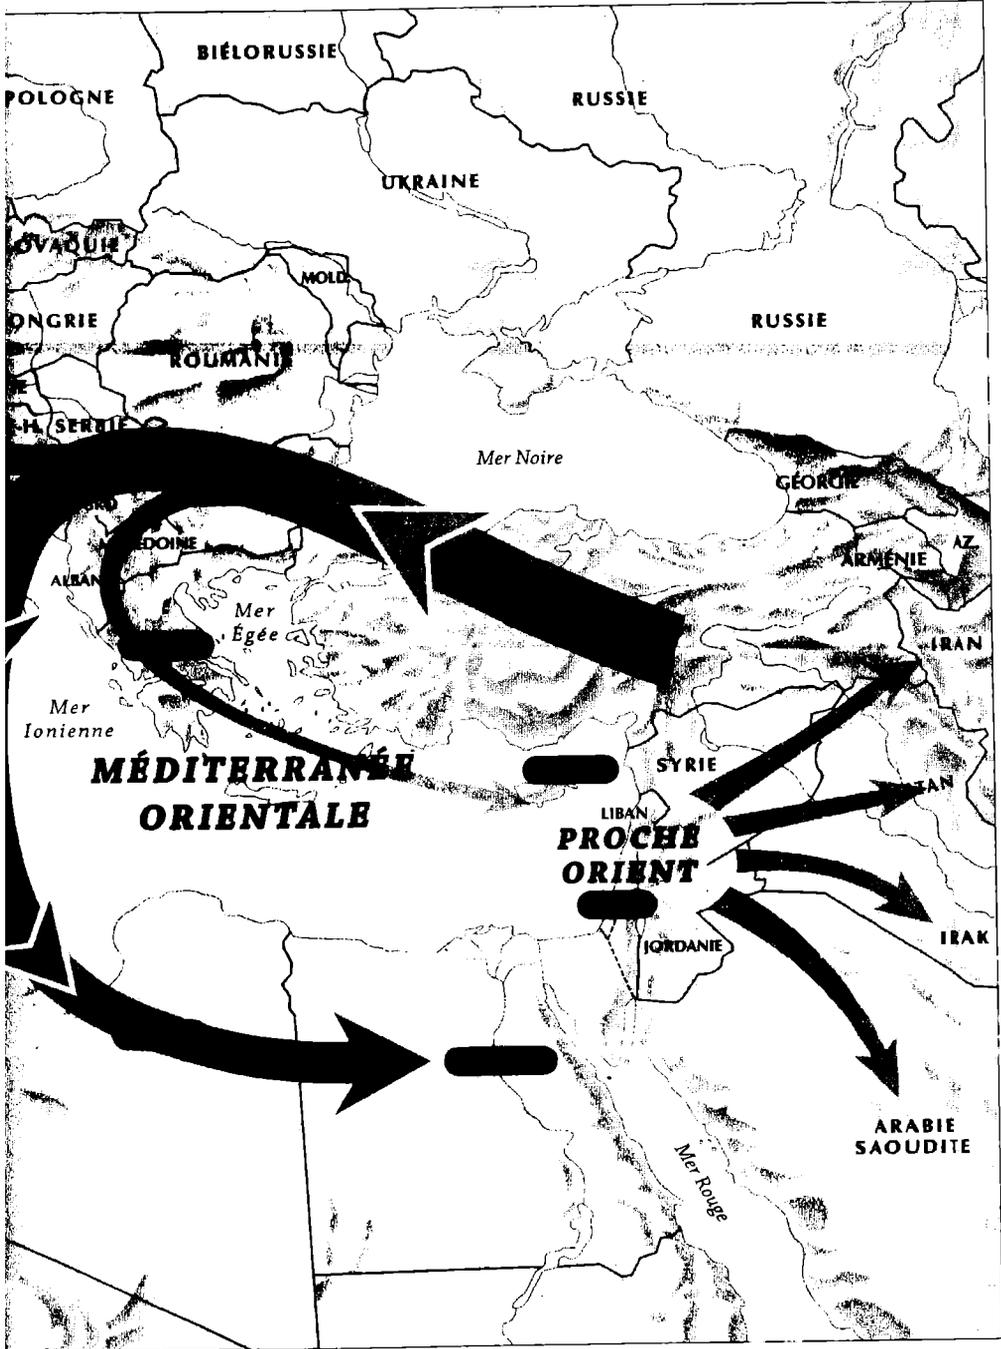 BIÉLORUSSIE
POLOGNE
RUSSIE
UKRAINE
OVAQUIE
MOLD.
ONGRIE
RUSSIE
ROUMANIE
E
-H. SERBIE
Mer Noire
GÉORGIE
DOINE
AZ.
ARMÉNIE
ALBAN
Mer
Égée
IRAN
Mer
Ionienne
MÉDITERRANÉE
ORIENTALE
SYRIE
TAN
LIBAN
PROCHE
ORIENT
IRAK
JORDANIE
ARABIE
SAOUDITE
Mer Rouge